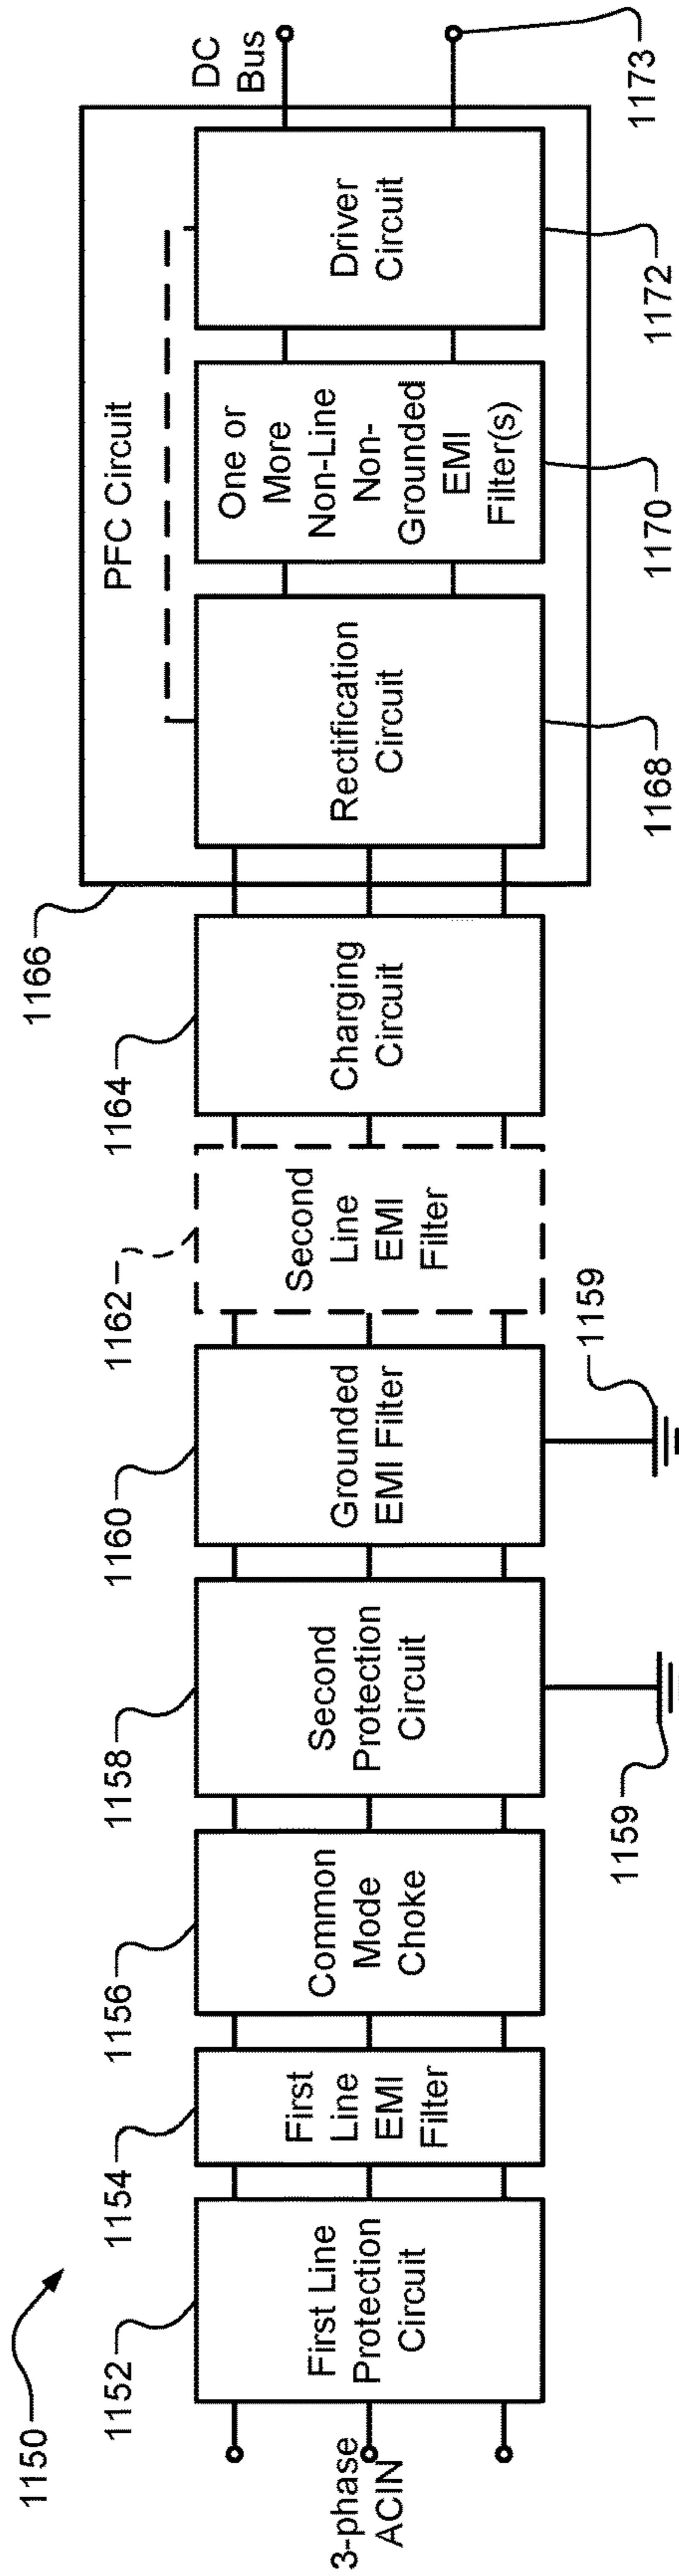 1150
3-phase
ACIN
1152
First Line
Protection
Circuit
1154
First
Line
EMI
Filter
1156
Common
Mode
Choke
1158
Second
Protection
Circuit
1159
1160
Grounded
EMI Filter
1159
1162
Second
Line
EMI
Filter
1164
Charging
Circuit
1166
PFC Circuit
Rectification
Circuit
1168
One or
More
Non-Line
Non-
Grounded
EMI
Filter(s)
1170
Driver
Circuit
1172
DC
Bus
1173